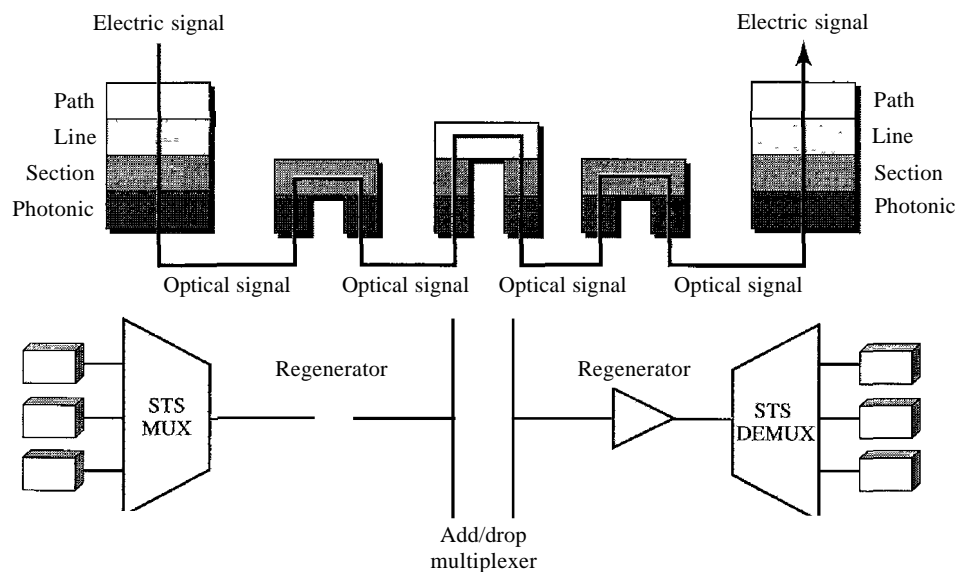 Electric signal
Electric signal
Path
Line
Section
Photonic
Path
Line
Section
Photonic
Optical signal
Optical signal
Optical signal
Optical signal
Regenerator
Regenerator
STS
MUX
STS
DEMUX
Add/drop
multiplexer